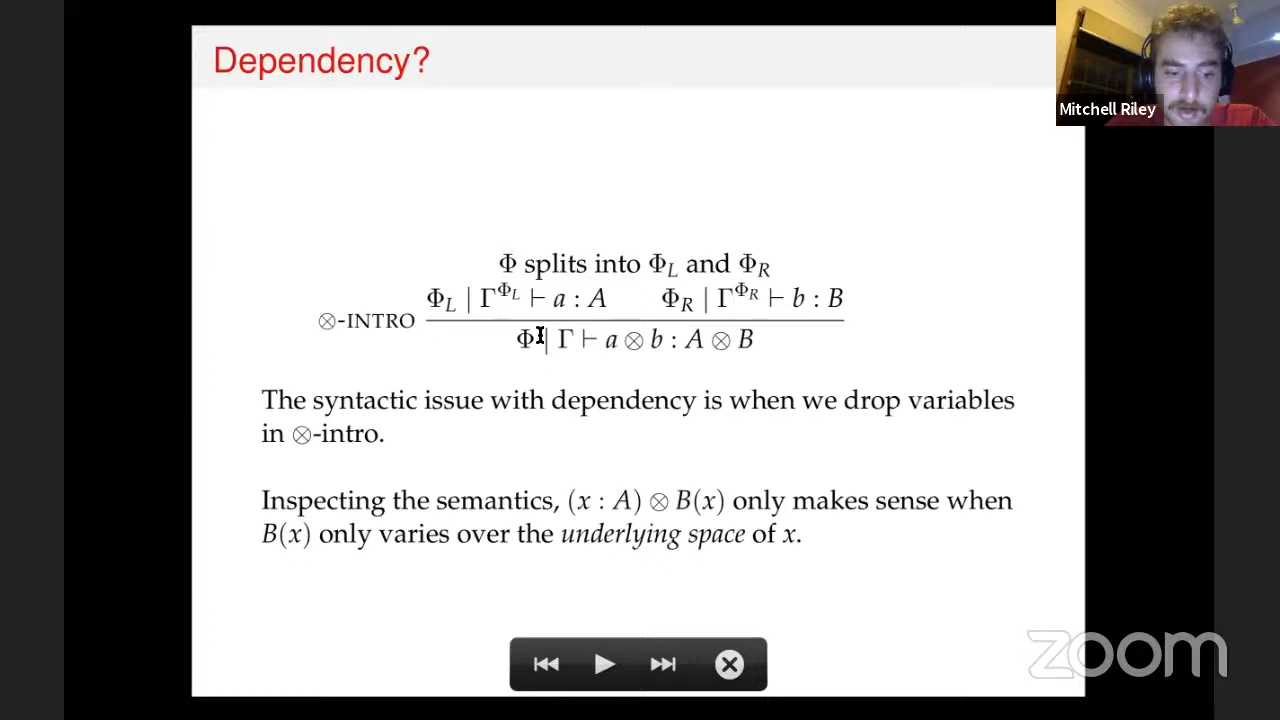 Dependency?
Mitchell Riley
Φ splits into Φ_L and Φ_R
Φ_L | Γ^{Φ_L} ⊢ a : A Φ_R | Γ^{Φ_R} ⊢ b : B
⊗-INTRO
Φ | Γ ⊢ a ⊗ b : A ⊗ B
The syntactic issue with dependency is when we drop variables
in ⊗-intro.
Inspecting the semantics, (x : A) ⊗ B(x) only makes sense when
B(x) only varies over the underlying space of x.
zoom